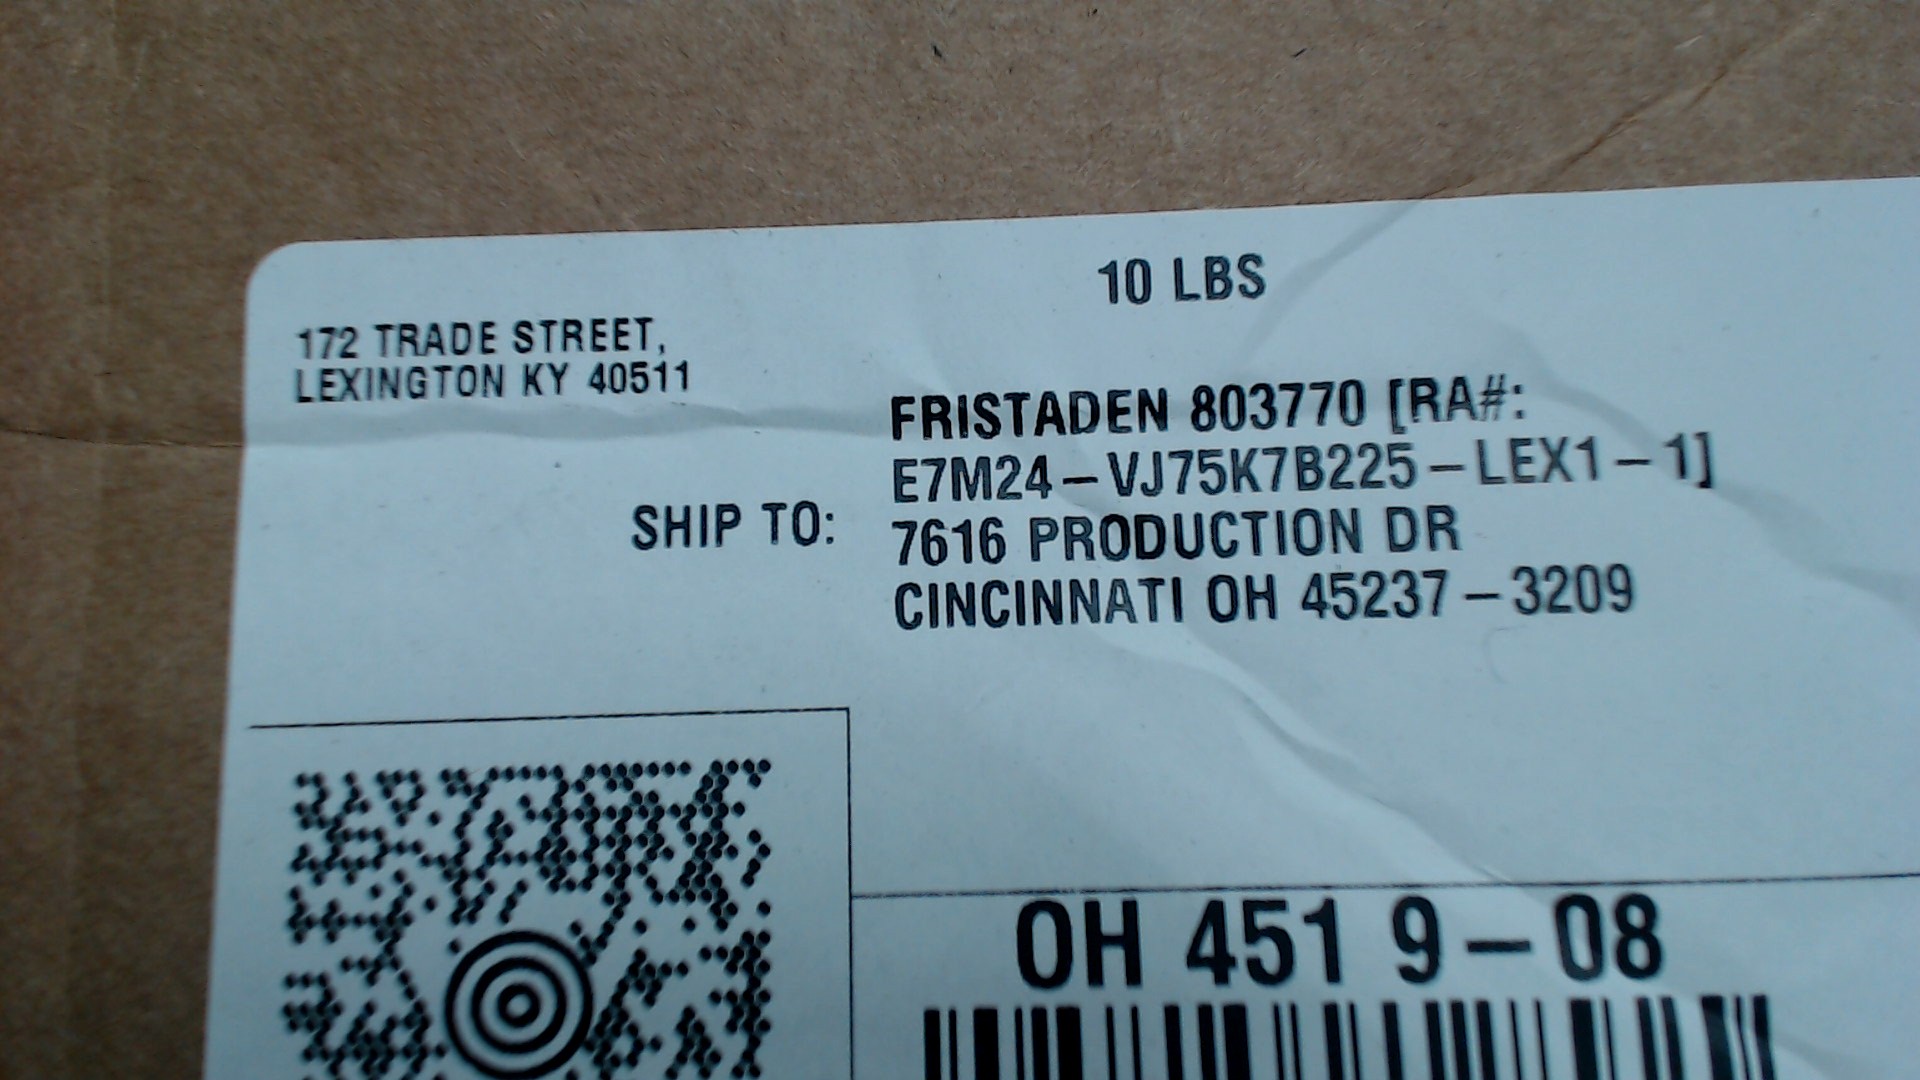 10 LBS
172 TRADE STREET,
LEXINGTON KY 40511
SHIP TO:
FRISTADEN 803770 [RA#:
E7M24-VJ75K7B225-LEX1-1]
7616 PRODUCTION DR
CINCINNATI OH 45237-3209
OH 451 9-08